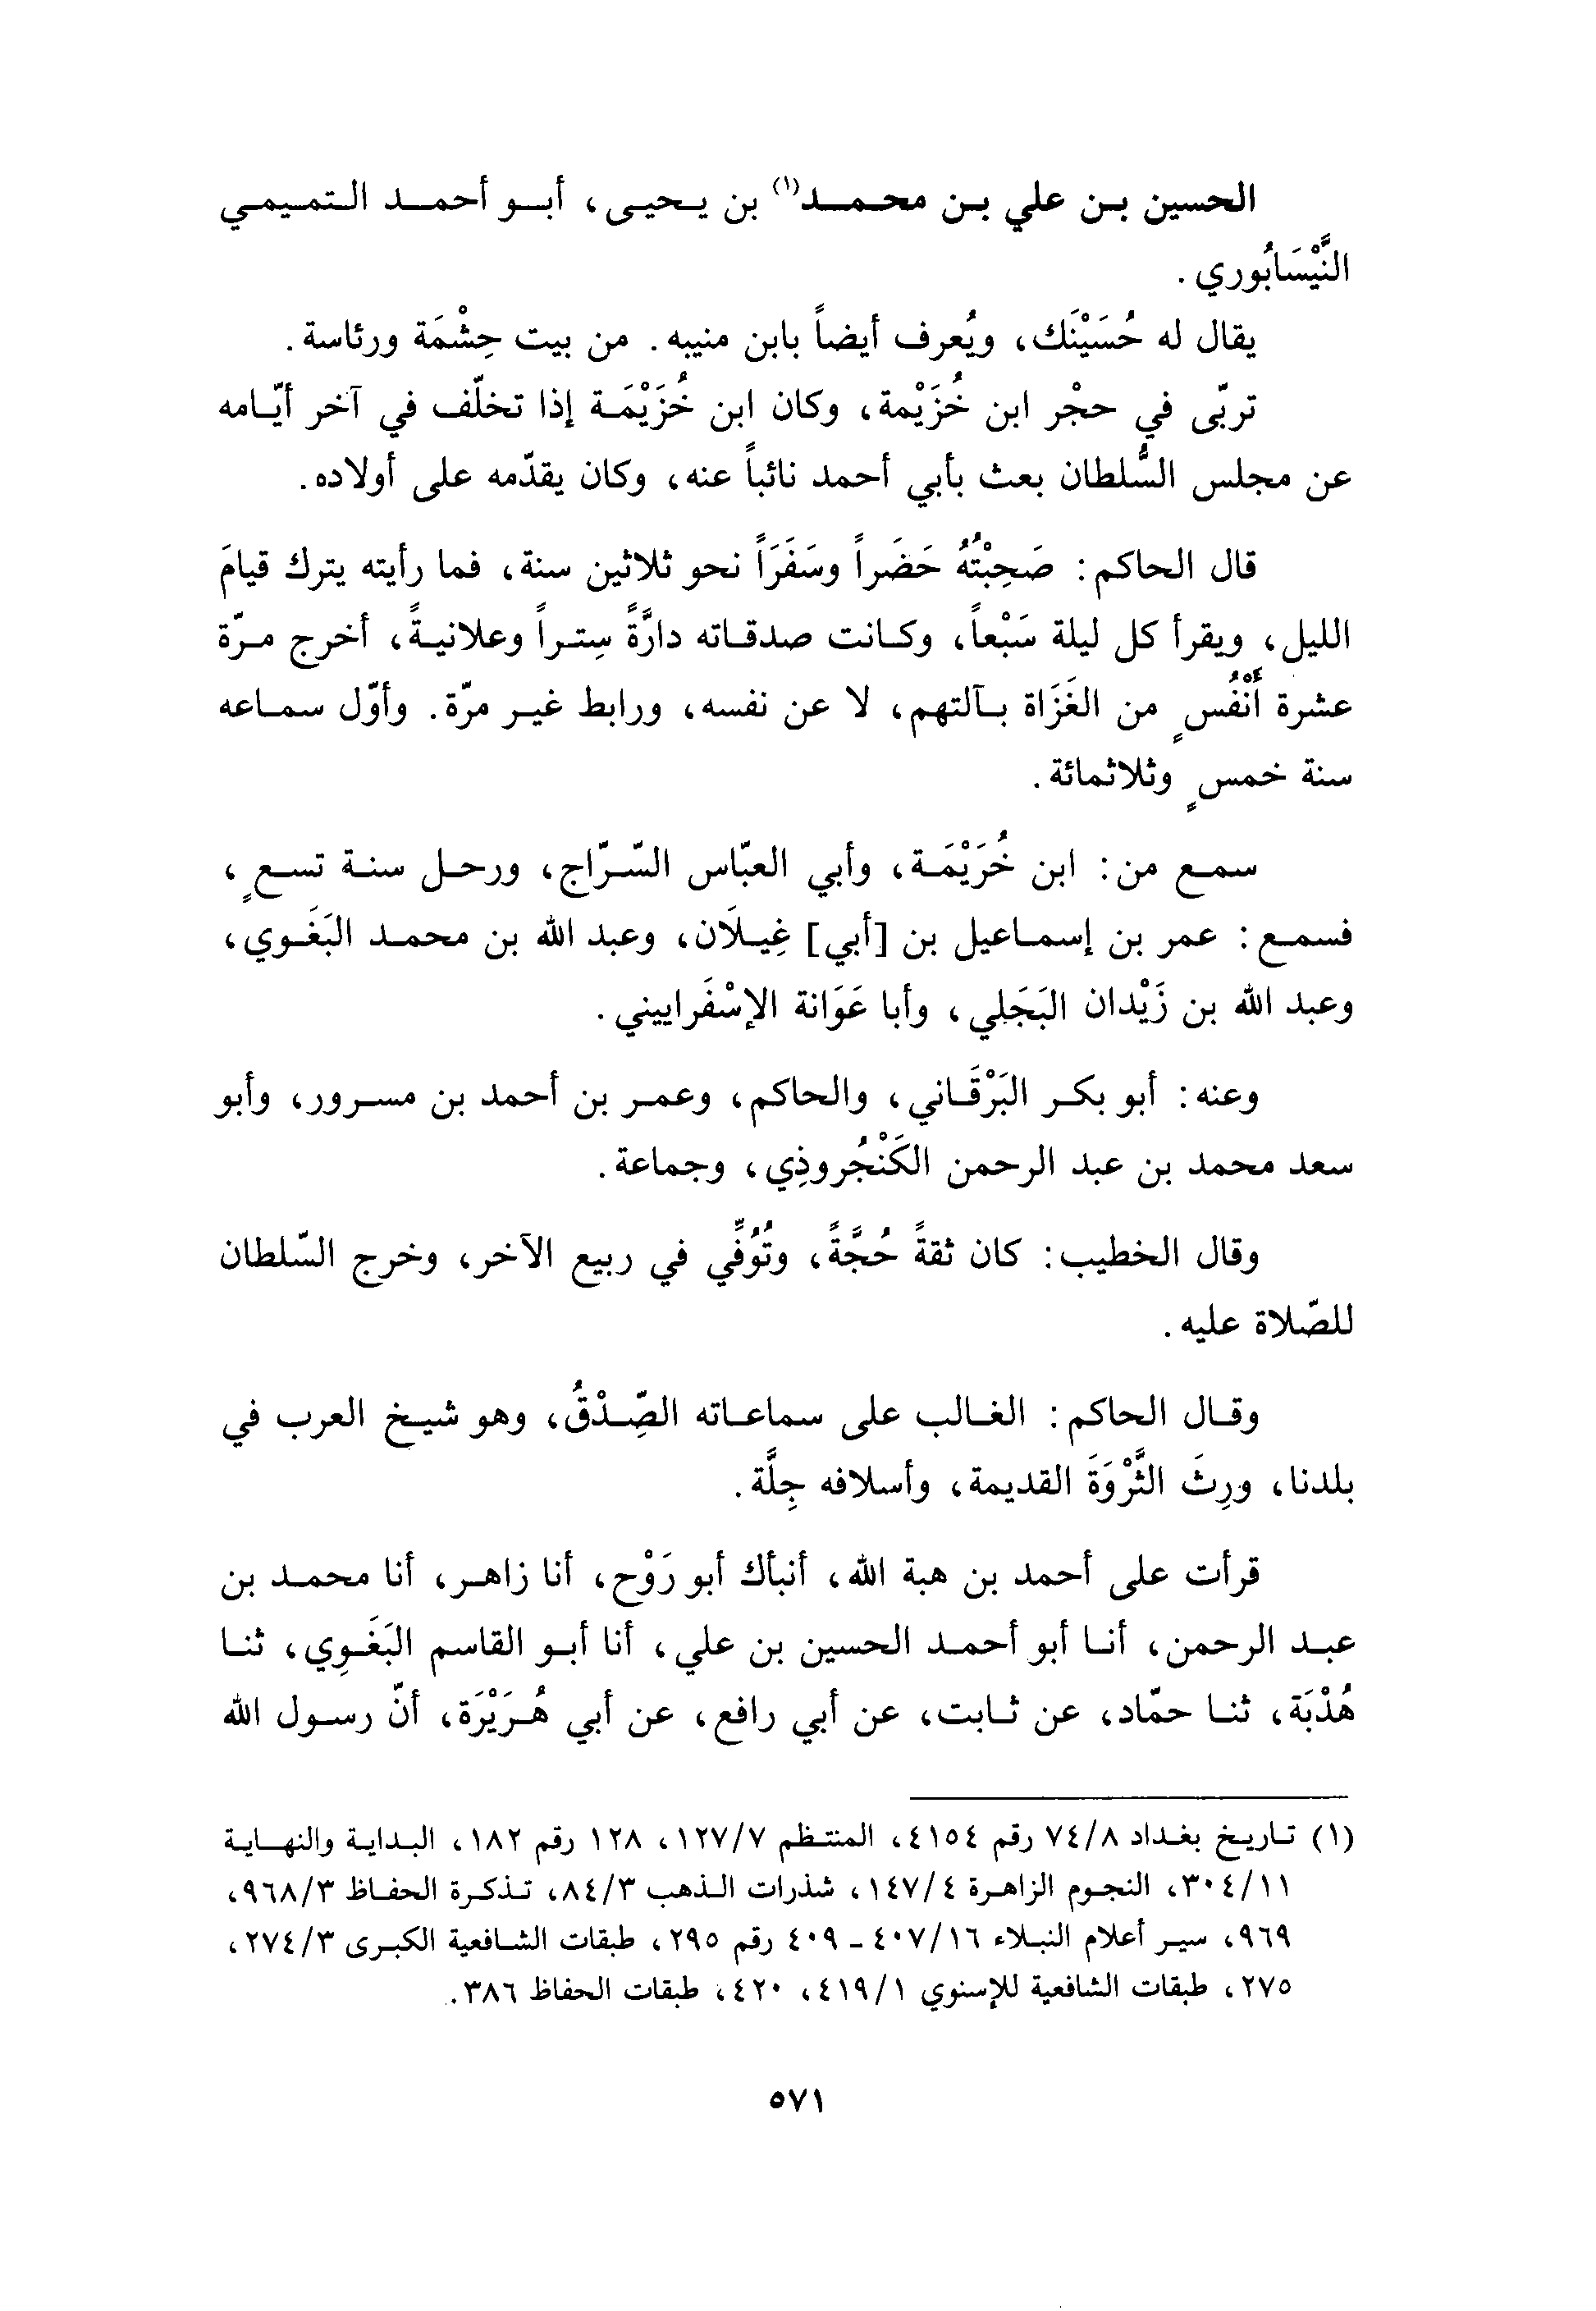 الحسين بن علي بن محمد(١) بن يحيى، أبو أحمد التميمي
النَّيْسَابُوري.
يقال له حُسَيْنَك، ويُعرف أيضاً بابن منيبه. من بيت حِشْمَة ورئاسة.
تربّى في حجْر ابن خُزَيْمة، وكان ابن خُزَيْمَة إذا تخلّف في آخر أيّامه
عن مجلس السُّلطان بعث بأبي أحمد نائباً عنه، وكان يقدّمه على أولاده.
قال الحاكم: صَحِبْتُهُ حَضَراً وسَفَرَاً نحو ثلاثين سنة، فما رأيته يترك قيامَ
الليل، ويقرأ كل ليلة سَبْعاً، وكانت صدقاته دارَّةً سِتراً وعلانيةً، أخرج مرّة
عشرة أَنْفُسٍ من الغَزَاة بآلتهم، لا عن نفسه، ورابط غير مرّة. وأوّل سماعه
سنة خمسٍ وثلاثمائة.
سمع من: ابن خُرَيْمَة، وأبي العبّاس السّرّاج، ورحل سنة تسعٍ،
فسمع: عمر بن إسماعيل بن [أبي] غِيلَان، وعبد الله بن محمد البَغَوي،
وعبد الله بن زَيْدان البَجَلي، وأبا عَوَانة الإسْفَراييني.
وعنه: أبو بكر البَرْقَاني، والحاكم، وعمر بن أحمد بن مسرور، وأبو
سعد محمد بن عبد الرحمن الكَنْجُروذِي، وجماعة.
وقال الخطيب: كان ثقةً حُجَّةً، وتُوُفِّي في ربيع الآخر، وخرج السّلطان
للصّلاة عليه.
وقال الحاكم: الغالب على سماعاته الصِّدْقُ، وهو شيخ العرب في
بلدنا، ورِثَ الثَّرْوَةَ القديمة، وأسلافه جِلَّة.
قرأت على أحمد بن هبة الله، أنبأك أبو رَوْح، أنا زاهر، أنا محمد بن
عبد الرحمن، أنا أبو أحمد الحسين بن علي، أنا أبو القاسم البَغَوِي، ثنا
هُدْبَة، ثنا حمّاد، عن ثابت، عن أبي رافع، عن أبي هُرَيْرَة، أنّ رسول الله
(١) تاريخ بغداد ٧٤/٨ رقم ٤١٥٤، المنتظم ١٢٧/٧، ١٢٨ رقم ١٨٢، البداية والنهاية
٣٠٤/١١، النجوم الزاهرة ١٤٧/٤، شذرات الذهب ٨٤/٣، تذكرة الحفاظ ٩٦٨/٣،
٩٦٩، سير أعلام النبلاء ٤٠٧/١٦ - ٤٠٩ رقم ٢٩٥، طبقات الشافعية الكبرى ٢٧٤/٣،
٢٧٥، طبقات الشافعية للإسنوي ٤١٩/١، ٤٢٠، طبقات الحفاظ ٣٨٦.
٥٧١